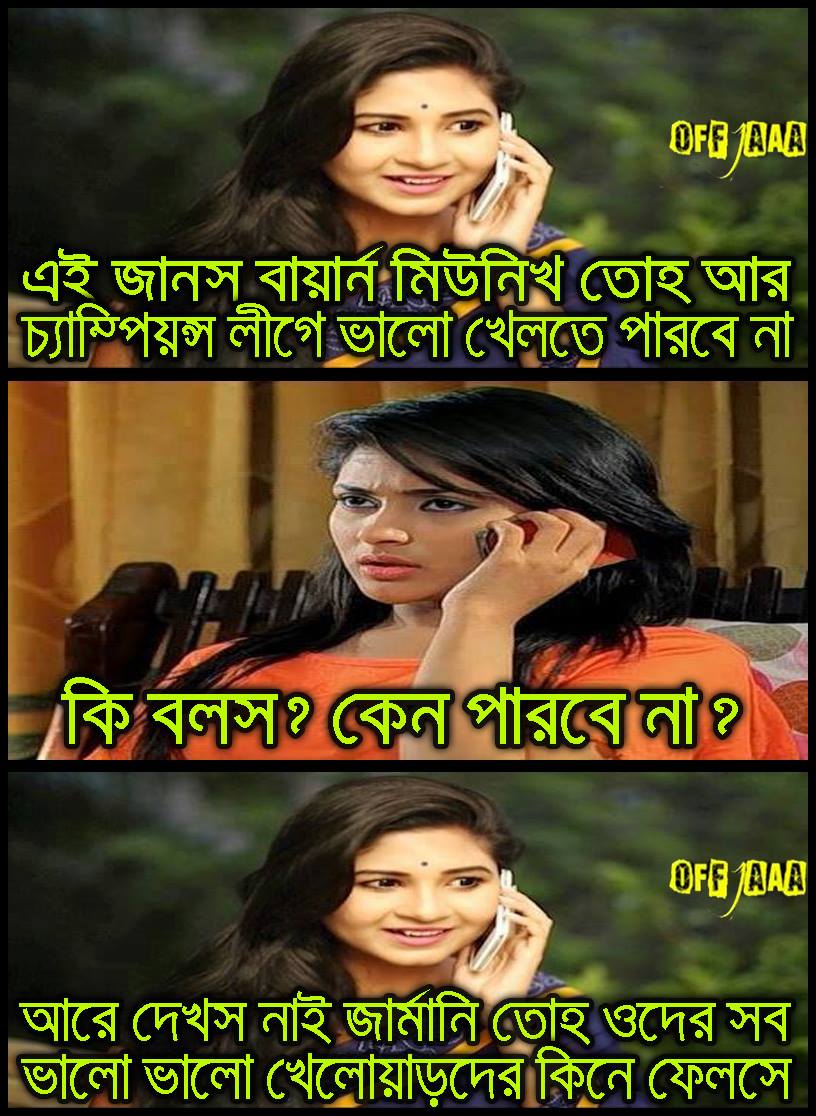 OFF JAAA
এই জানস বায়ার্ন মিউনিখ তোহ আর
চ্যাম্পিয়ন্স লীগে ভালো খেলতে পারবে না
কি বলস? কেন পারবে না?
OFF JAAA
আরে দেখস নাই জার্মানি তোহ ওদের সব
ভালো ভালো খেলোয়াড়দের কিনে ফেলসে